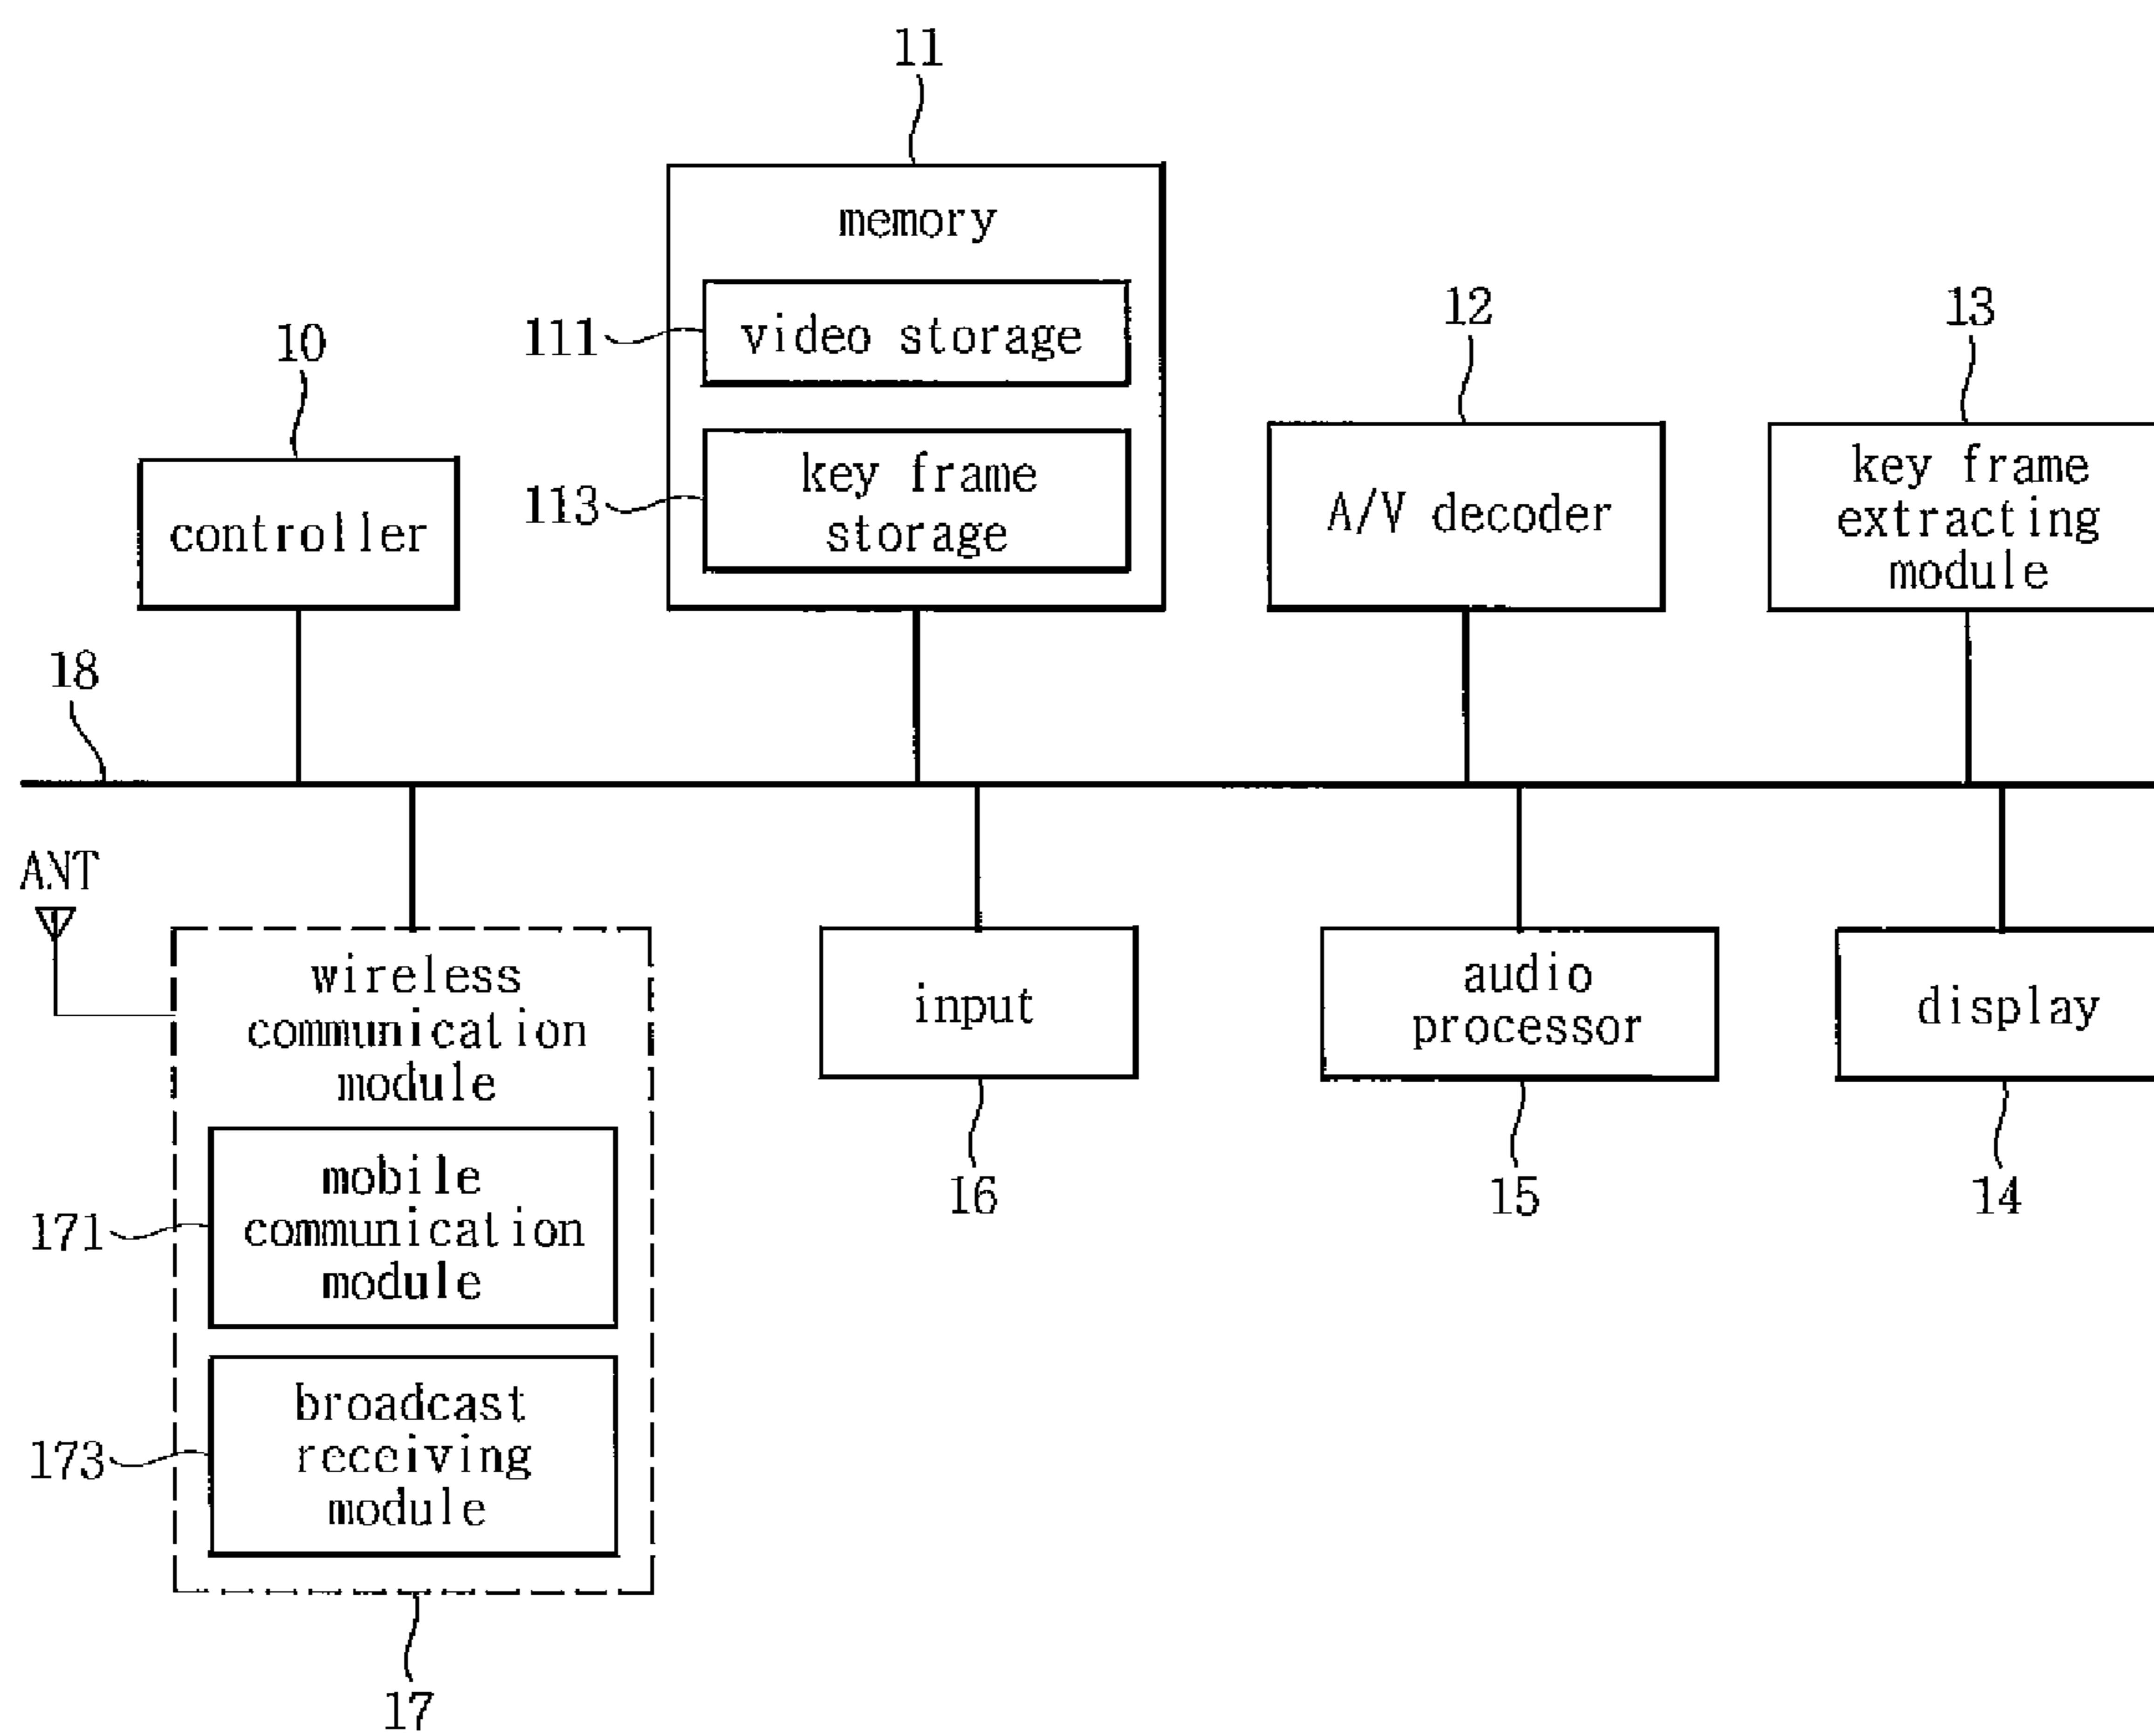 11
memory
111
video storage
113
key frame
storage
10
controller
12
A/V decoder
13
key frame
extracting
module
18
ANT
wireless
communication
module
171
mobile
communication
module
173
broadcast
receiving
module
17
input
16
audio
processor
15
display
14